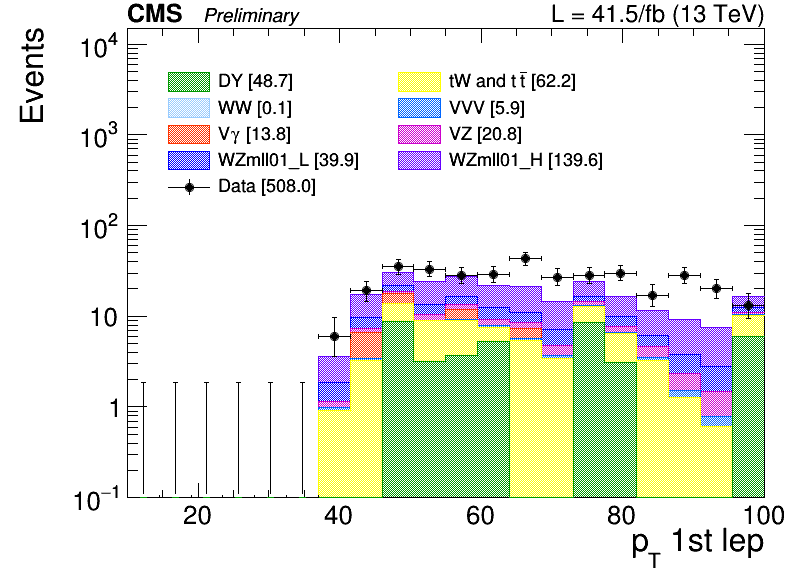 CMS Preliminary L = 41.5/fb (13 TeV)
Events
10⁴
10³
10²
10
1
10⁻¹
DY [48.7] tW and tt̅ [62.2]
WW [0.1] VVV [5.9]
Vγ [13.8] VZ [20.8]
WZmll01_L [39.9] WZmll01_H [139.6]
Data [508.0]
20 40 60 80 100
p_T 1st lep